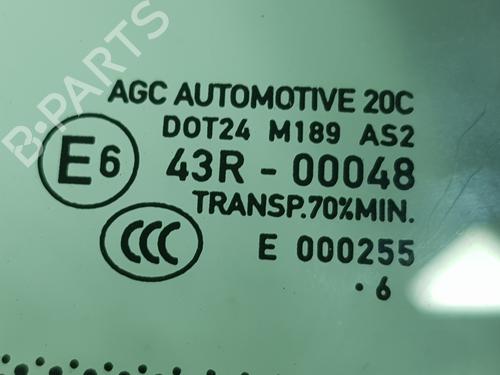 B-PARTS
AGC AUTOMOTIVE 20C
DOT24 M189 AS2
E6
43R - 00048
TRANSP.70%MIN.
CCC
E 000255
· 6